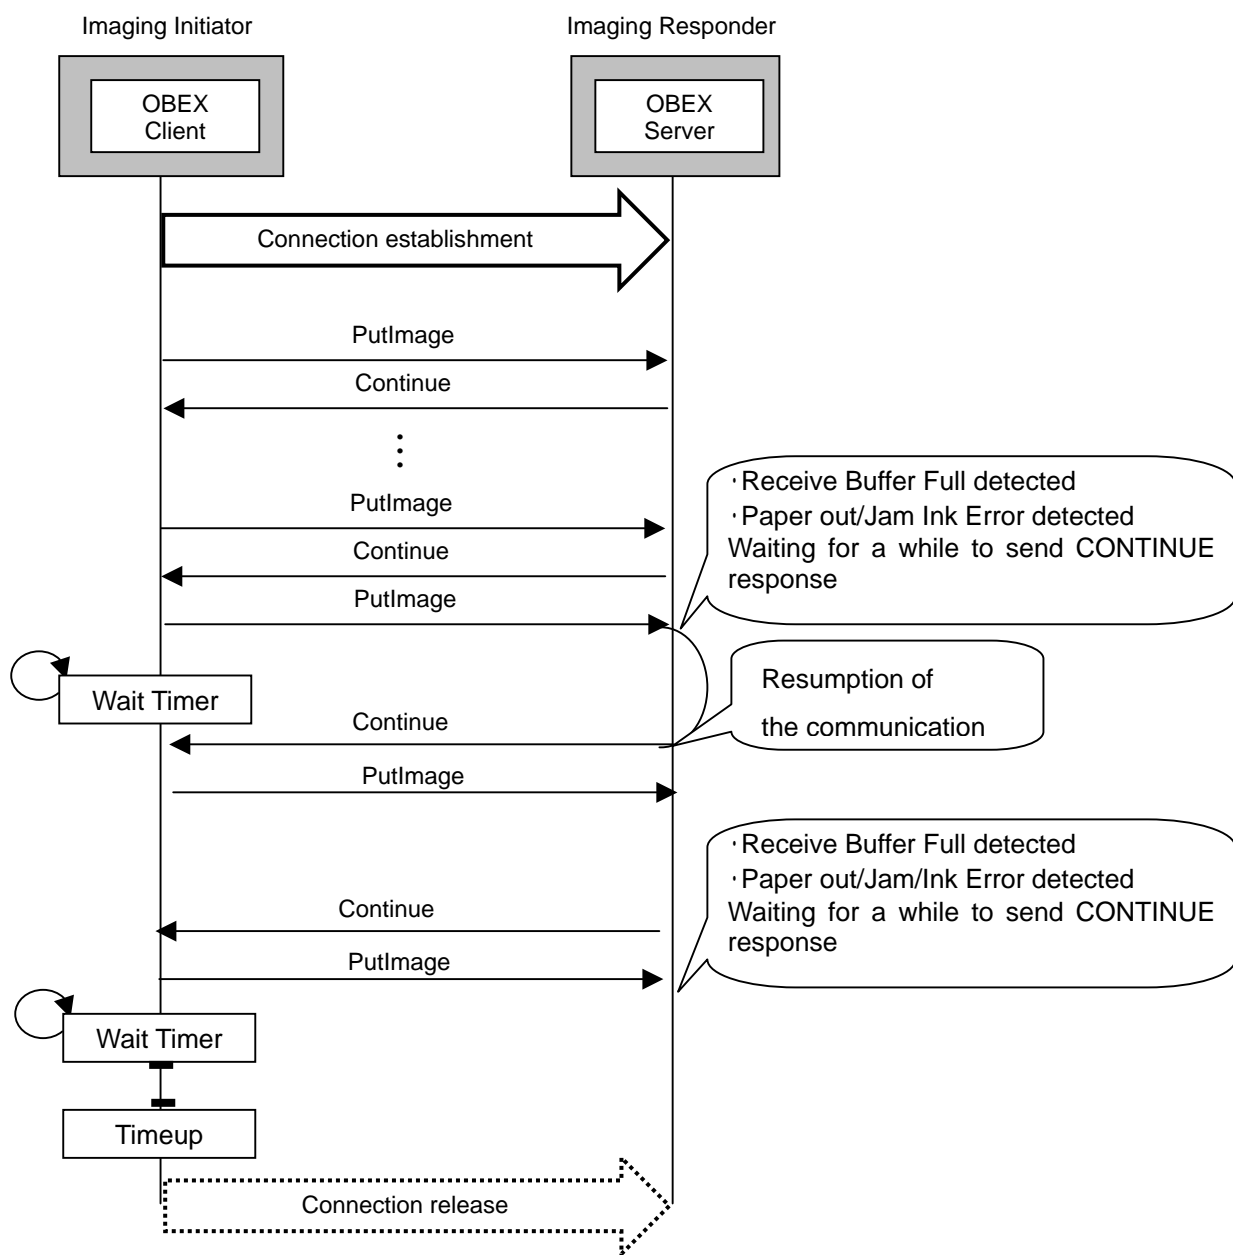 Imaging Initiator
Imaging Responder
OBEX
Client
OBEX
Server
Connection establishment
PutImage
Continue
PutImage
Continue
PutImage
·Receive Buffer Full detected
·Paper out/Jam Ink Error detected
Waiting for a while to send CONTINUE
response
Wait Timer
Resumption of
the communication
Continue
PutImage
·Receive Buffer Full detected
·Paper out/Jam/Ink Error detected
Waiting for a while to send CONTINUE
response
Continue
PutImage
Wait Timer
Timeup
Connection release